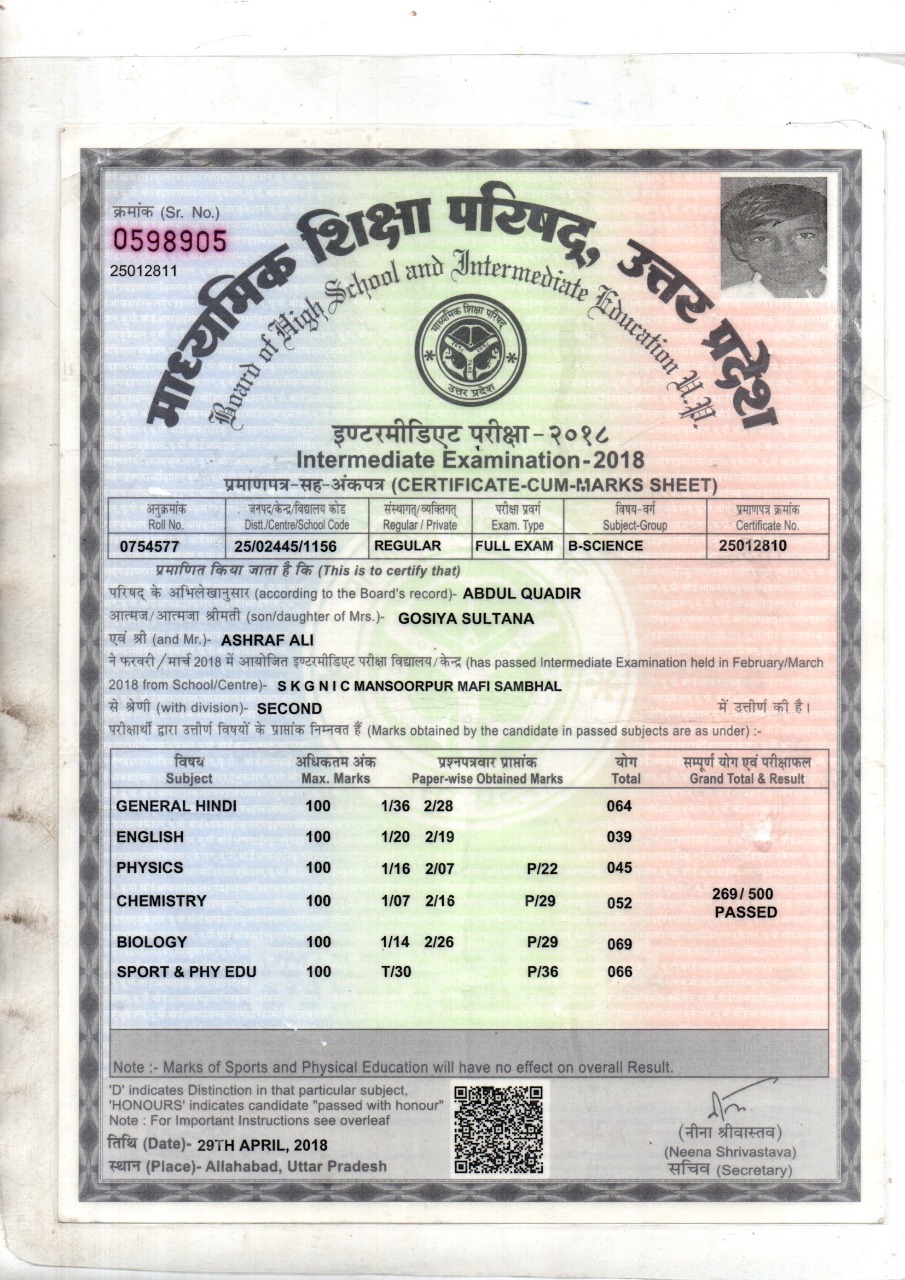 क्रमांक (Sr. No.)
0598905
25012811
माध्यमिक शिक्षा परिषद्, उत्तर प्रदेश
Board of High School and Intermediate Education U.P.
माध्यमिक शिक्षा परिषद
उत्तर प्रदेश
इण्टरमीडिएट परीक्षा-२०१८
Intermediate Examination-2018
प्रमाणपत्र-सह-अंकपत्र (CERTIFICATE-CUM-MARKS SHEET)
अनुक्रमांक जनपद/केन्द्र/विद्यालय कोड संस्थागत्/व्यक्तिगत् परीक्षा प्रवर्ग विषय-वर्ग प्रमाणपत्र क्रमांक
Roll No. Distt./Centre/School Code Regular / Private Exam. Type Subject-Group Certificate No.
0754577 25/02445/1156 REGULAR FULL EXAM B-SCIENCE 25012810
प्रमाणित किया जाता है कि (This is to certify that)
परिषद् के अभिलेखानुसार (according to the Board's record)- ABDUL QUADIR
आत्मज/आत्मजा श्रीमती (son/daughter of Mrs.)- GOSIYA SULTANA
एवं श्री (and Mr.)- ASHRAF ALI
ने फरवरी/मार्च 2018 में आयोजित इण्टरमीडिएट परीक्षा विद्यालय/केन्द्र (has passed Intermediate Examination held in February/March
2018 from School/Centre)- S K G N I C MANSOORPUR MAFI SAMBHAL
से श्रेणी (with division)- SECOND में उत्तीर्ण की है।
परीक्षार्थी द्वारा उत्तीर्ण विषयों के प्राप्तांक निम्नवत हैं (Marks obtained by the candidate in passed subjects are as under) :-
विषय अधिकतम अंक प्रश्नपत्रवार प्राप्तांक योग सम्पूर्ण योग एवं परीक्षाफल
Subject Max. Marks Paper-wise Obtained Marks Total Grand Total & Result
GENERAL HINDI 100 1/36 2/28 064
ENGLISH 100 1/20 2/19 039
PHYSICS 100 1/16 2/07 P/22 045
CHEMISTRY 100 1/07 2/16 P/29 052 269/ 500
PASSED
BIOLOGY 100 1/14 2/26 P/29 069
SPORT & PHY EDU 100 T/30 P/36 066
Note :- Marks of Sports and Physical Education will have no effect on overall Result.
'D' indicates Distinction in that particular subject,
'HONOURS' indicates candidate "passed with honour"
Note : For Important Instructions see overleaf
तिथि (Date)- 29TH APRIL, 2018
स्थान (Place)- Allahabad, Uttar Pradesh
(नीना श्रीवास्तव)
(Neena Shrivastava)
सचिव (Secretary)